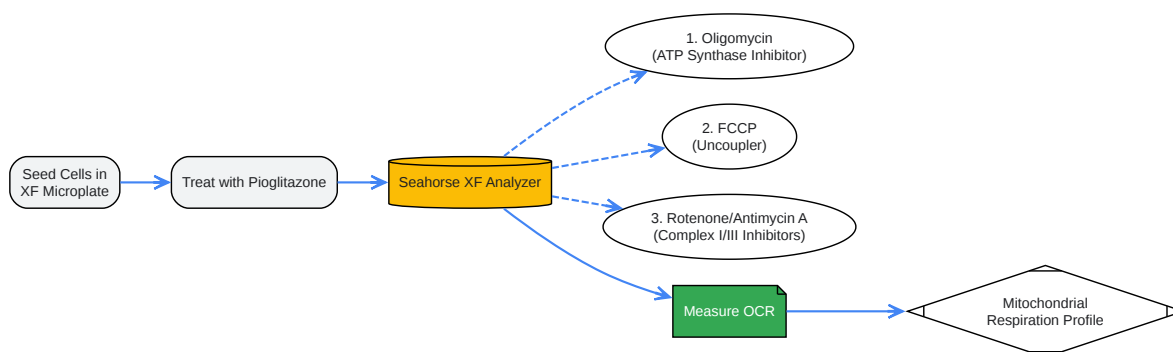 1. Oligomycin
(ATP Synthase Inhibitor)
2. FCCP
(Uncoupler)
Seed Cells in
XF Microplate
Treat with Pioglitazone
Seahorse XF Analyzer
3. Rotenone/Antimycin A
(Complex I/III Inhibitors)
Measure OCR
Mitochondrial
Respiration Profile